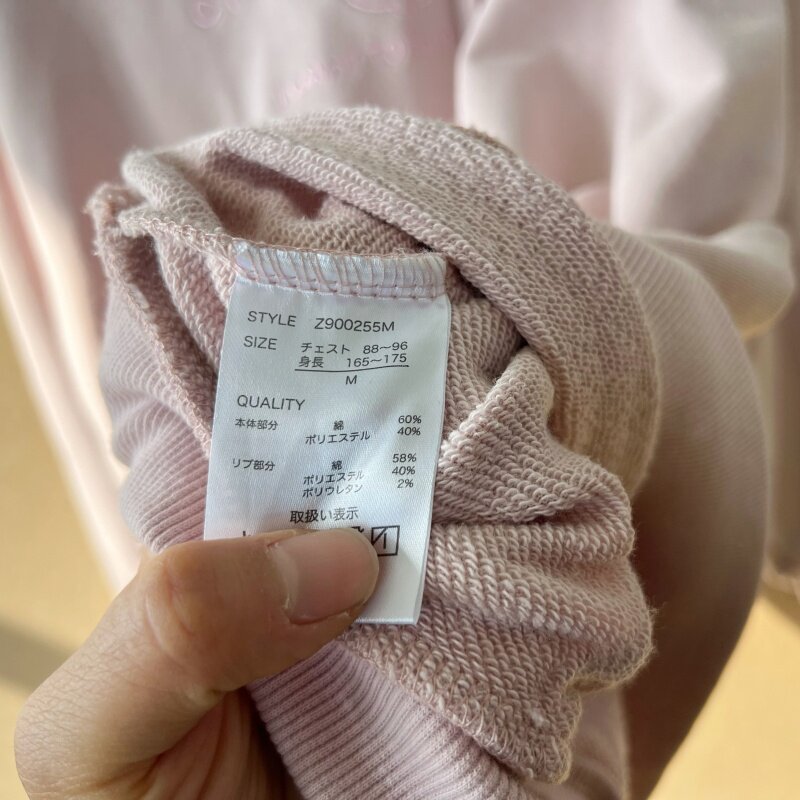 STYLE Z900255M
SIZE チェスト 88〜96
身長 165〜175
M
QUALITY
本体部分 綿 60%
ポリエステル 40%
リブ部分 綿 58%
ポリエステル 40%
ポリウレタン 2%
取扱い表示